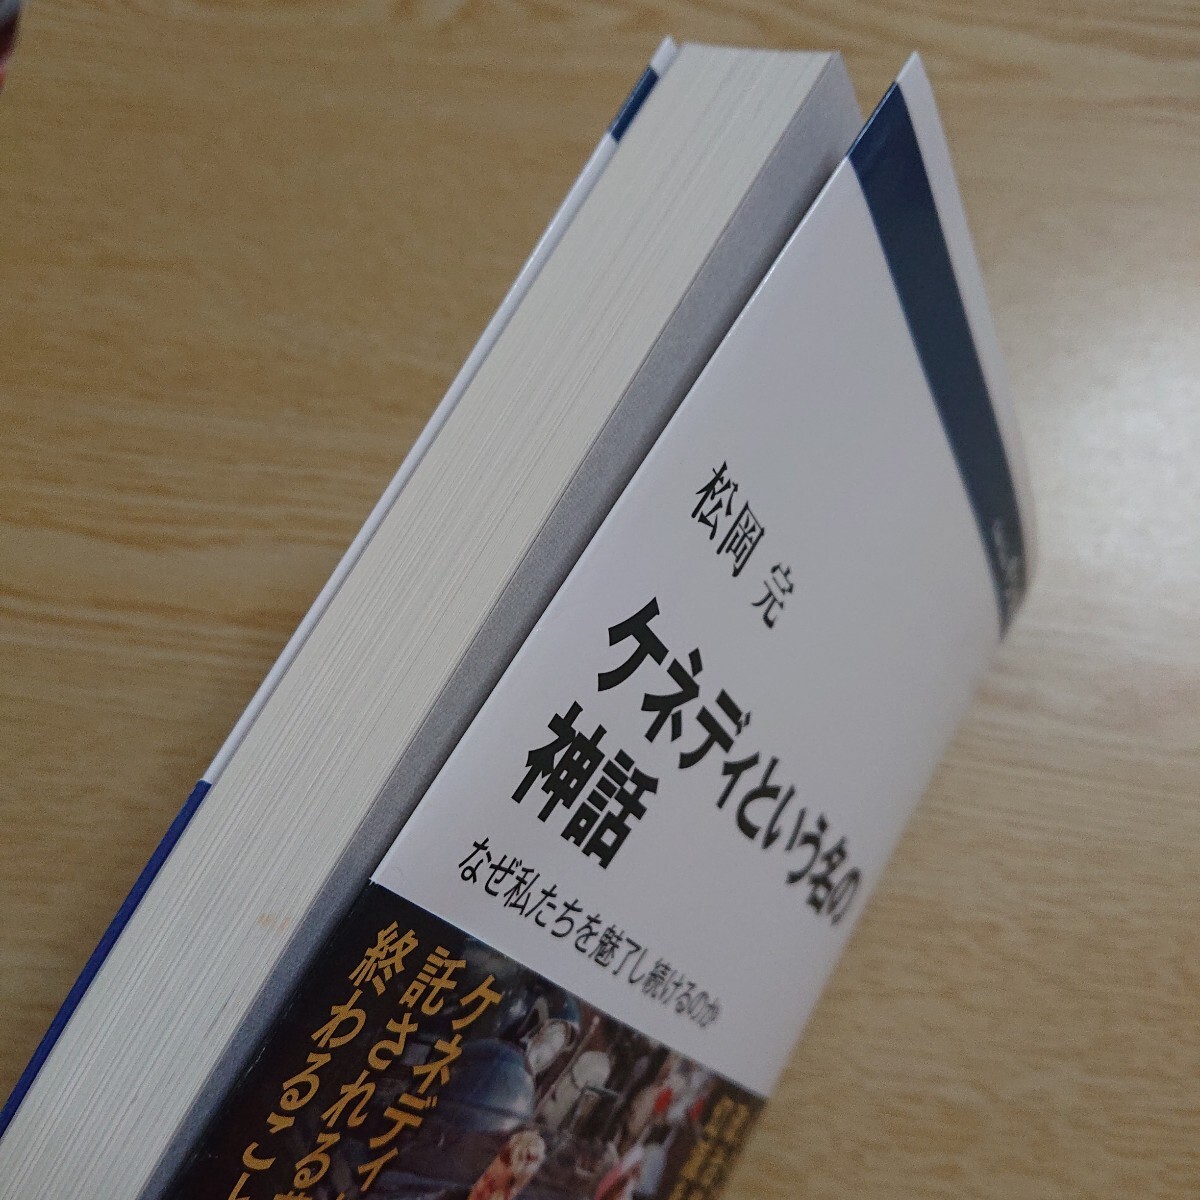 松岡 完
ケネディという名の
神話
なぜ私たちを魅了し続けるのか
ケネディ
託される
終わること